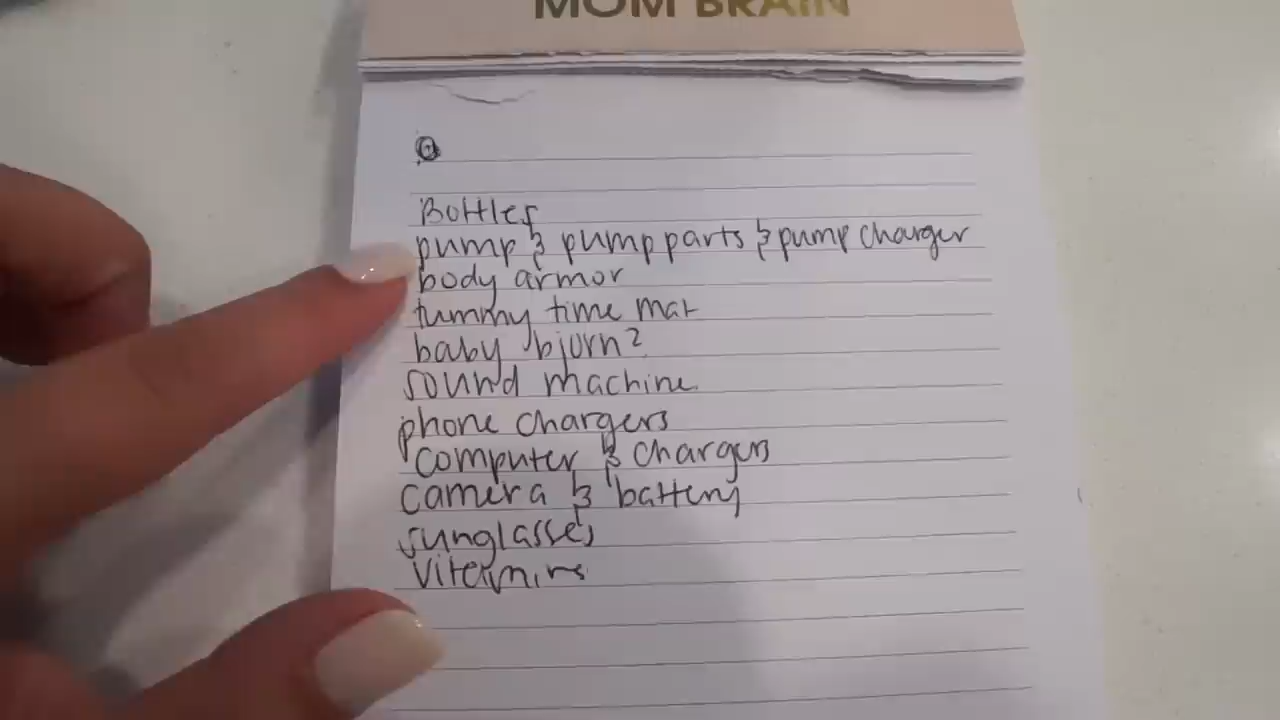 MOM BRAIN
Bottles
pump & pump parts & pump charger
body armor
tummy time mat
baby bjorn?
sound machine
phone chargers
computer & chargers
camera & battery
sunglasses
vitamins